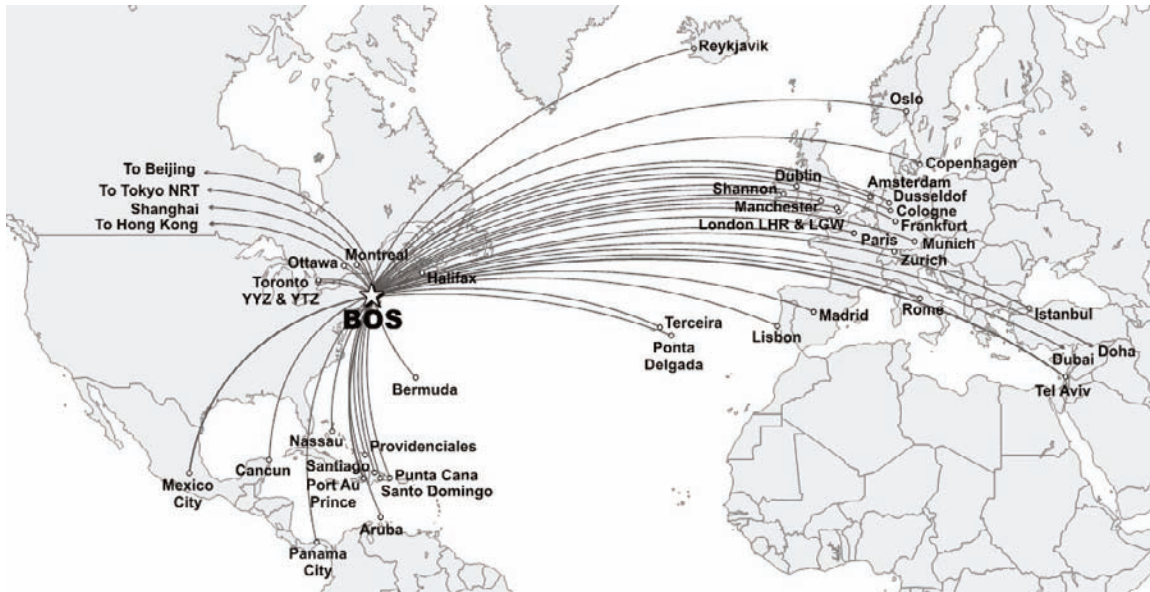 Reykjavik
Oslo
Copenhagen
To Beijing
To Tokyo NRT
Shanghai
To Hong Kong
Dublin
Shannon
Manchester
London LHR & LGW
Amsterdam
Dusseldof
Cologne
Frankfurt
Paris
Munich
Zurich
Montreal
Ottawa
Toronto
YYZ & YTZ
Halifax
BOS
Terceira
Ponta
Delgada
Lisbon
Madrid
Rome
Istanbul
Dubai
Doha
Tel Aviv
Bermuda
Nassau
Providenciales
Cancun
Santiago
Port Au
Prince
Punta Cana
Santo Domingo
Mexico
City
Aruba
Panama
City